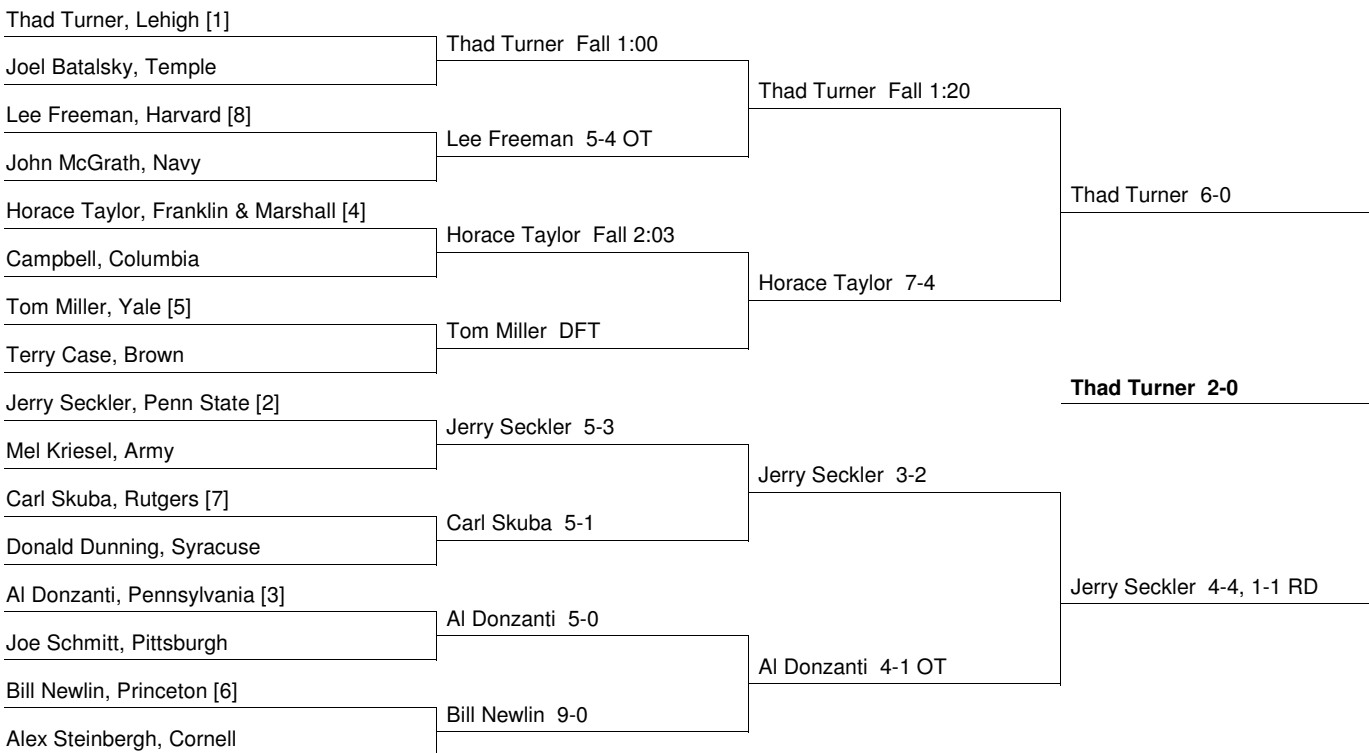 Thad Turner, Lehigh [1]
Joel Batalsky, Temple
Lee Freeman, Harvard [8]
John McGrath, Navy
Horace Taylor, Franklin & Marshall [4]
Campbell, Columbia
Tom Miller, Yale [5]
Terry Case, Brown
Jerry Seckler, Penn State [2]
Mel Kriesel, Army
Carl Skuba, Rutgers [7]
Donald Dunning, Syracuse
Al Donzanti, Pennsylvania [3]
Joe Schmitt, Pittsburgh
Bill Newlin, Princeton [6]
Alex Steinbergh, Cornell
Thad Turner Fall 1:00
Lee Freeman 5-4 OT
Horace Taylor Fall 2:03
Tom Miller DFT
Jerry Seckler 5-3
Carl Skuba 5-1
Al Donzanti 5-0
Bill Newlin 9-0
Thad Turner Fall 1:20
Horace Taylor 7-4
Jerry Seckler 3-2
Al Donzanti 4-1 OT
Thad Turner 6-0
Thad Turner 2-0
Jerry Seckler 4-4, 1-1 RD